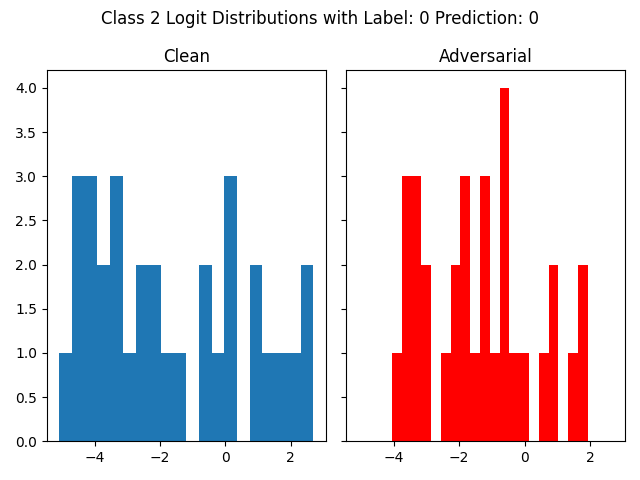 Class 2 Logit Distributions with Label: 0 Prediction: 0
Clean
Adversarial
4.0
3.5
3.0
2.5
2.0
1.5
1.0
0.5
0.0
−4 −2 0 2
−4 −2 0 2